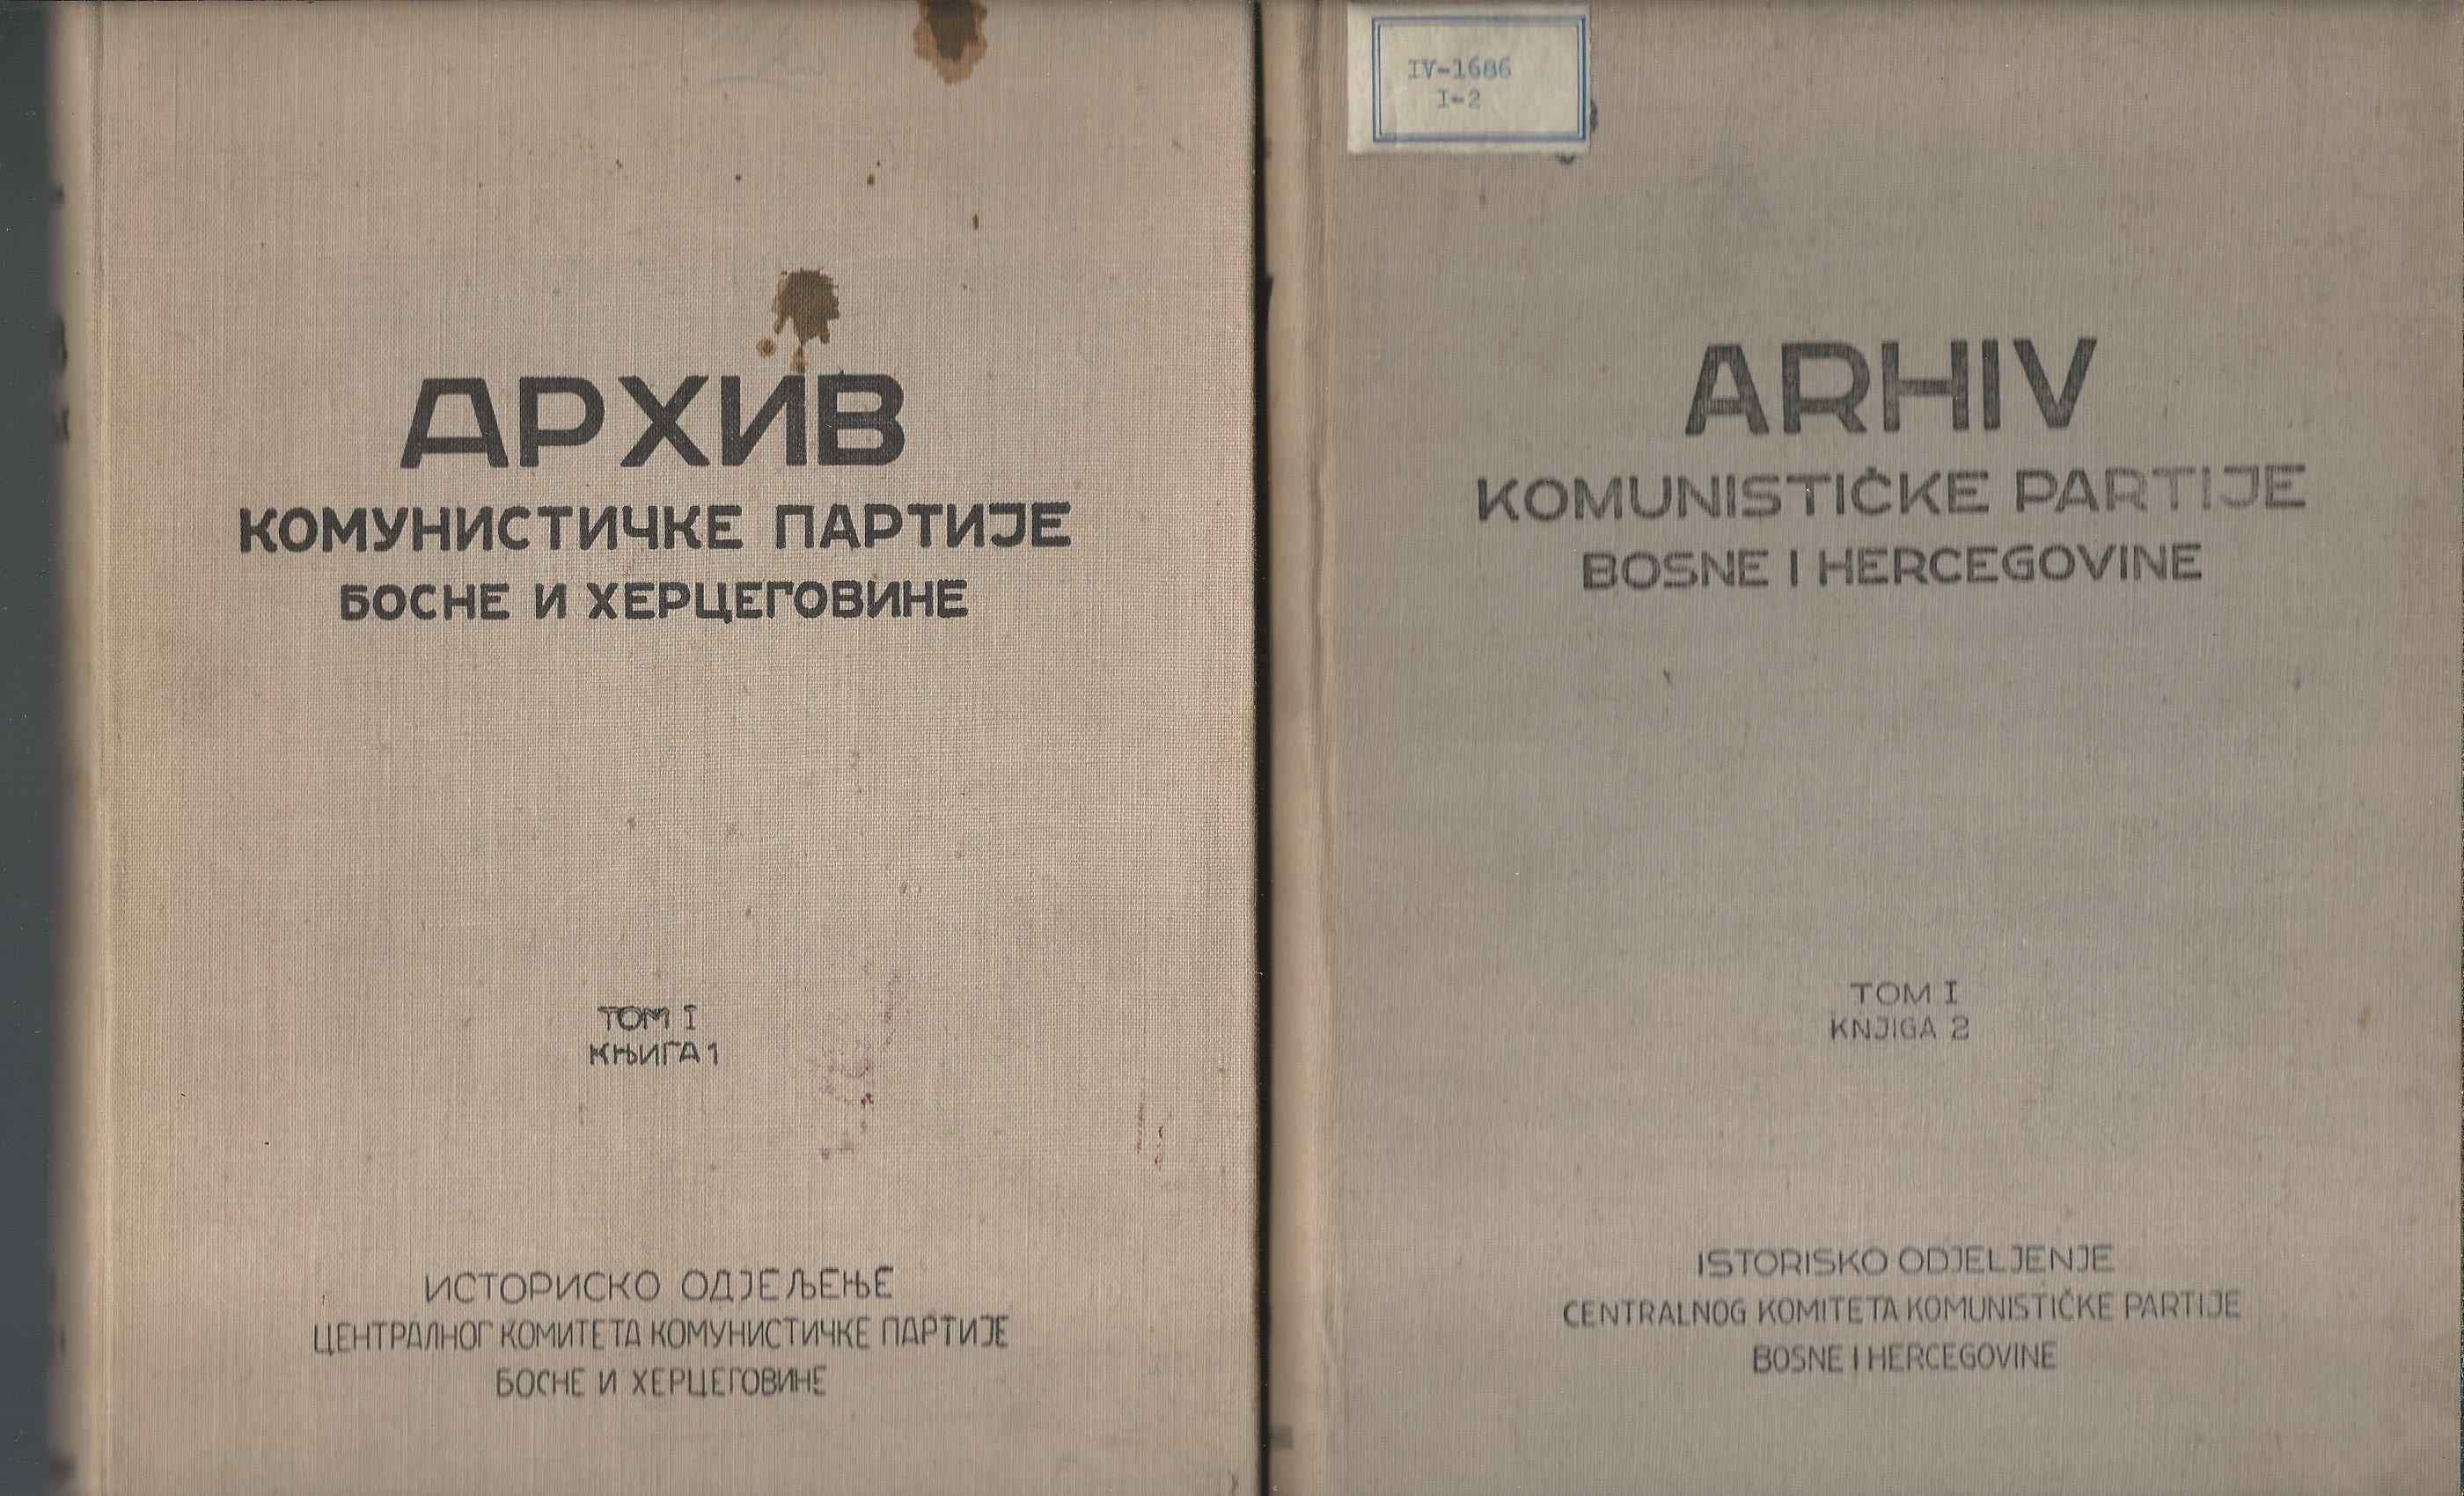 АРХИВ
КОМУНИСТИЧКЕ ПАРТИЈЕ
БОСНЕ И ХЕРЦЕГОВИНЕ
ТОМ I
КЊИГА 1
ИСТОРИСКО ОДЈЕЉЕЊЕ
ЦЕНТРАЛНОГ КОМИТЕТА КОМУНИСТИЧКЕ ПАРТИЈЕ
БОСНЕ И ХЕРЦЕГОВИНЕ
IV-1686
I-2
ARHIV
KOMUNISTIČKE PARTIJE
BOSNE I HERCEGOVINE
TOM I
KNJIGA 2
ISTORISKO ODJELJENJE
CENTRALNOG KOMITETA KOMUNISTIČKE PARTIJE
BOSNE I HERCEGOVINE